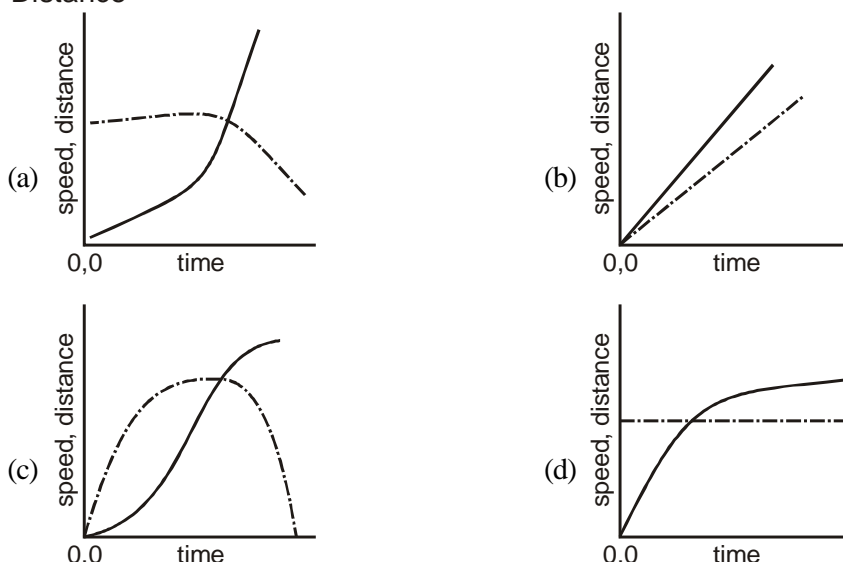 Distance
speed, distance
(a)
0,0 time
speed, distance
(b)
0,0 time
speed, distance
(c)
0,0 time
speed, distance
(d)
0,0 time